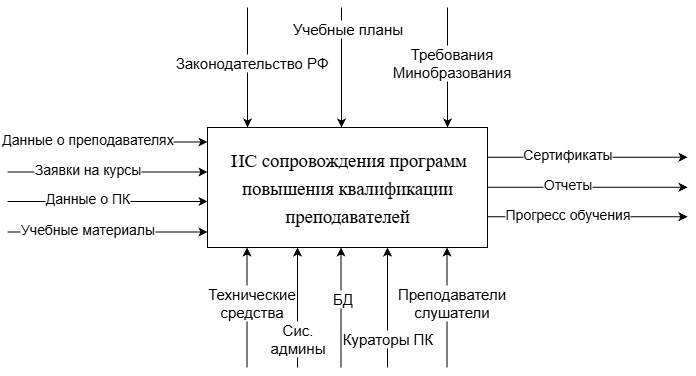 Учебные планы
Законодательство РФ
Требования
Минобразования
Данные о преподавателях
Заявки на курсы
Данные о ПК
Учебные материалы
ИС сопровождения программ
повышения квалификации
преподавателей
Сертификаты
Отчеты
Прогресс обучения
Технические
средства
Сис.
админы
БД
Кураторы ПК
Преподаватели
слушатели